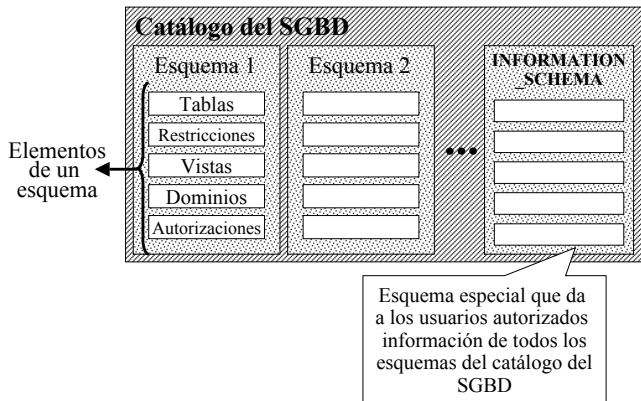 Catálogo del SGBD
Esquema 1
Tablas
Restricciones
Vistas
Dominios
Autorizaciones
Esquema 2
•••
INFORMATION
_SCHEMA
Elementos
de un
esquema
Esquema especial que da
a los usuarios autorizados
información de todos los
esquemas del catálogo del
SGBD